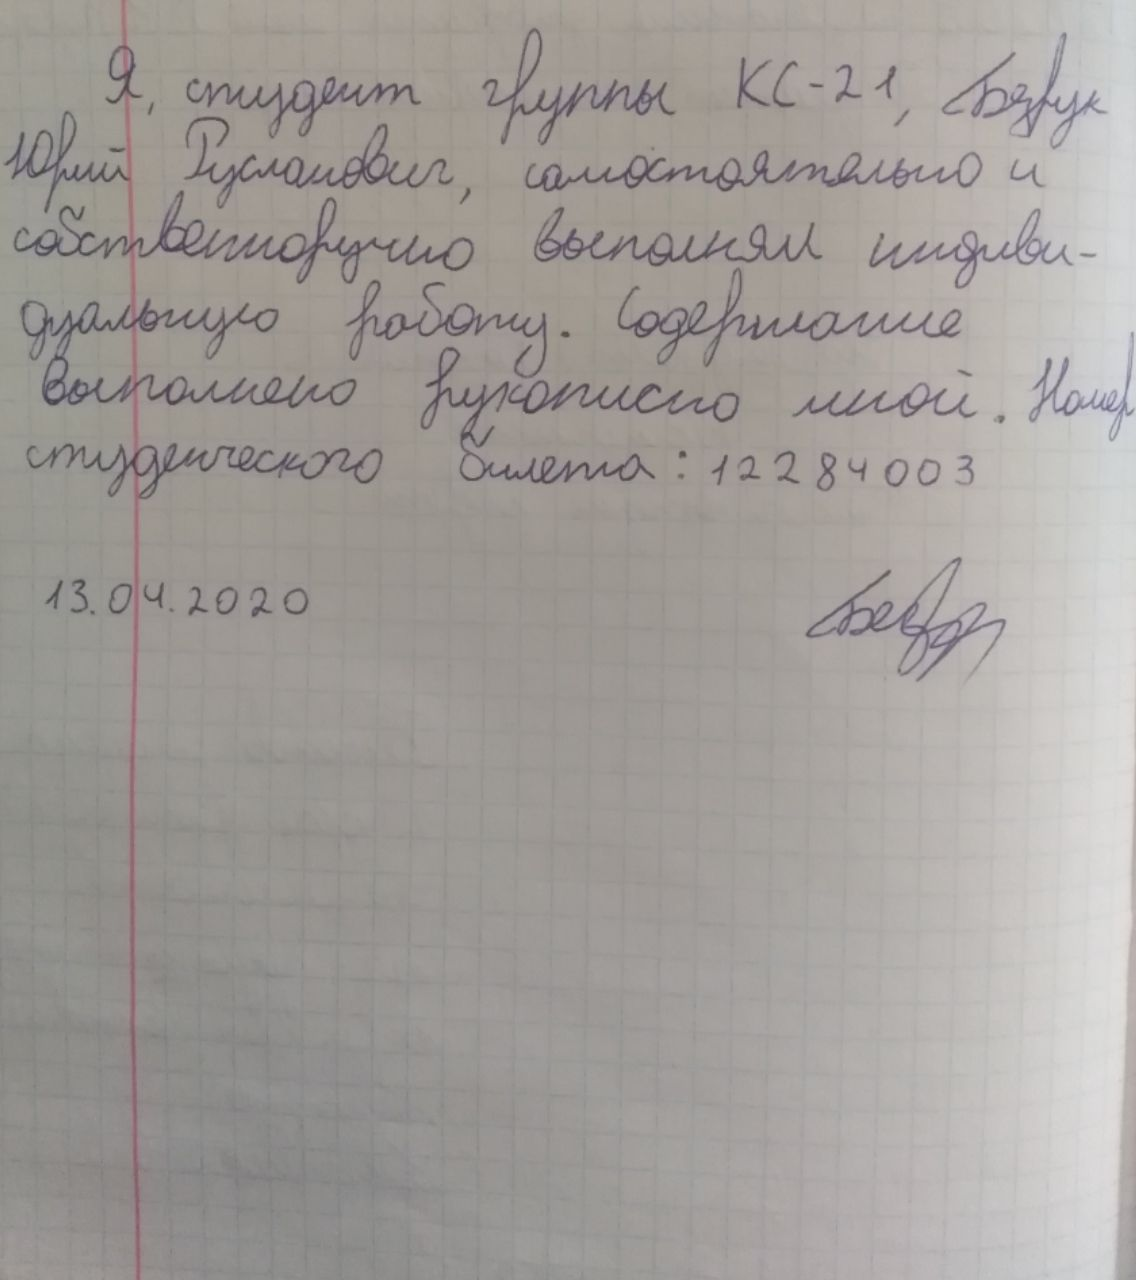 Я, студент группы КС-21, Безрук
Юрий Русланович, самостоятельно и
собственноручно выполнял индиви-
дуальную работу. Содержание
выполнено рукописно мной. Номер
студенческого билета: 12284003
13.04.2020